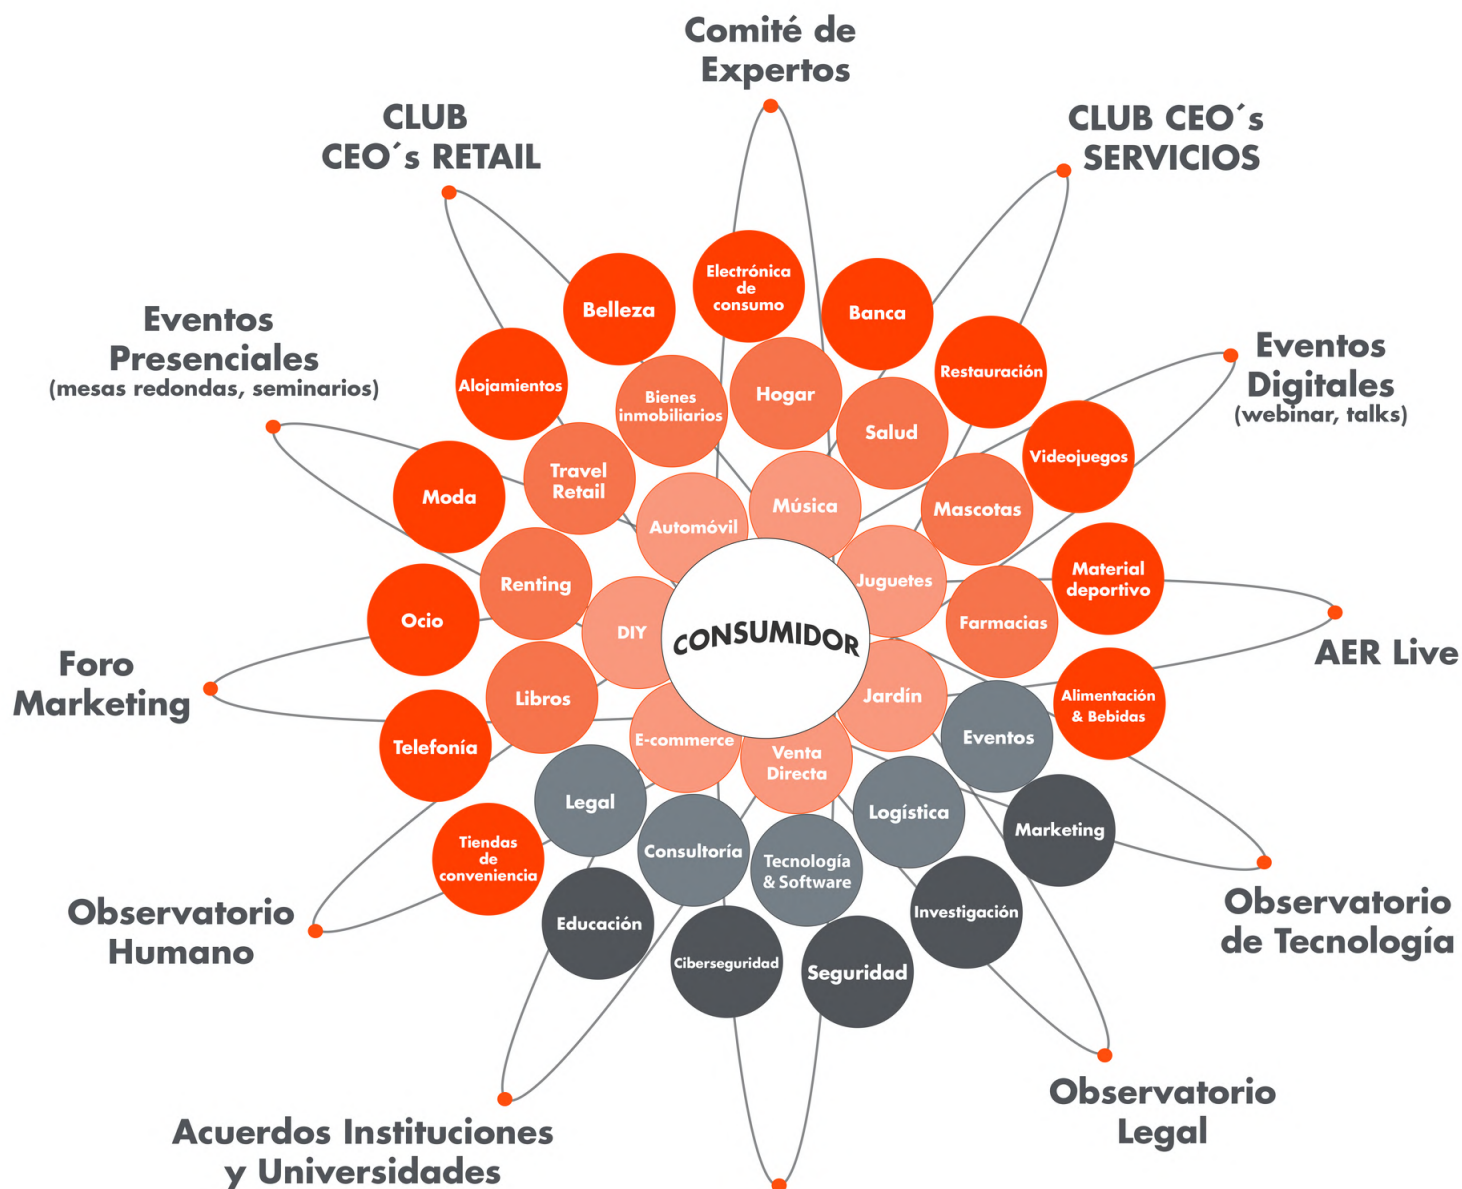 Comité de
Expertos
CLUB
CEO´s RETAIL
CLUB CEO´s
SERVICIOS
Eventos
Presenciales
(mesas redondas, seminarios)
Eventos
Digitales
(webinar, talks)
Electrónica
de
consumo
Belleza
Banca
Alojamientos
Restauración
Bienes
inmobiliarios
Hogar
Salud
Videojuegos
Travel
Retail
Moda
Automóvil
Música
Mascotas
Material
deportivo
Renting
Juguetes
Ocio
DIY
CONSUMIDOR
Farmacias
AER Live
Foro
Marketing
Libros
Jardín
Alimentación
& Bebidas
Telefonía
E-commerce
Venta
Directa
Eventos
Legal
Logística
Marketing
Tiendas
de
conveniencia
Consultoría
Tecnología
& Software
Educación
Investigación
Ciberseguridad
Seguridad
Observatorio
Humano
Observatorio
de Tecnología
Acuerdos Instituciones
y Universidades
Observatorio
Legal